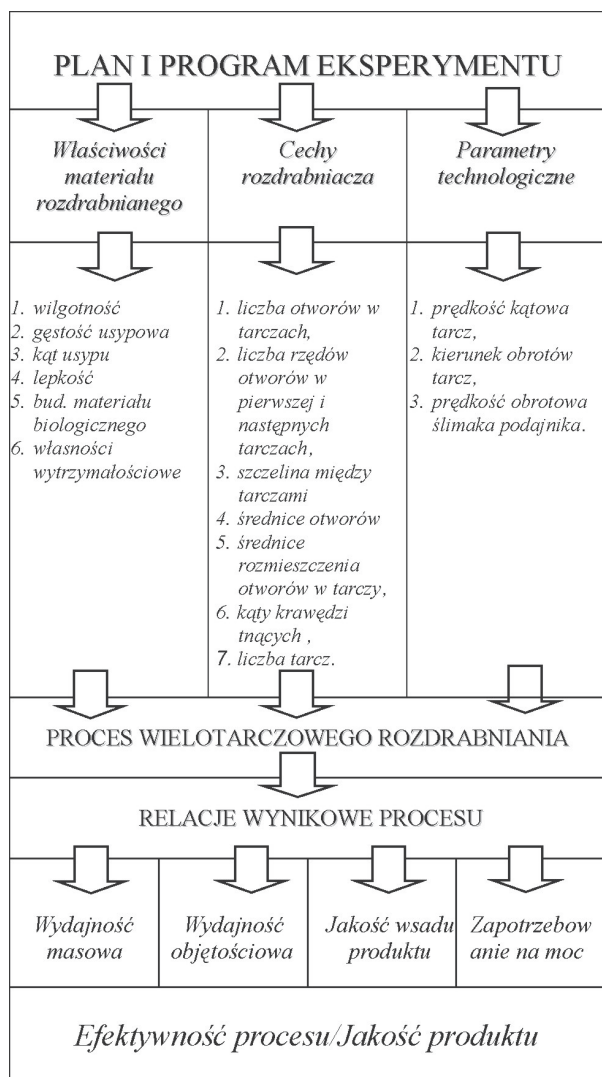 PLAN I PROGRAM EKSPERYMENTU
Właściwości
materiału
rozdrabnianego
Cechy
rozdrabniacza
Parametry
technologiczne
1. wilgotność
2. gęstość usypowa
3. kąt usypu
4. lepkość
5. bud. materiału
biologicznego
6. własności
wytrzymałościowe
1. liczba otworów w
tarczach,
2. liczba rzędów
otworów w
pierwszej i
następnych
tarczach,
3. szczelina między
tarczami
4. średnice otworów
5. średnice
rozmieszczenia
otworów w tarczy,
6. kąty krawędzi
tnących ,
7. liczba tarcz.
1. prędkość kątowa
tarcz,
2. kierunek obrotów
tarcz,
3. prędkość obrotowa
ślimaka podajnika.
PROCES WIELOTARCZOWEGO ROZDRABNIANIA
RELACJE WYNIKOWE PROCESU
Wydajność
masowa
Wydajność
objętościowa
Jakość wsadu
produktu
Zapotrzebow
anie na moc
Efektywność procesu/Jakość produktu